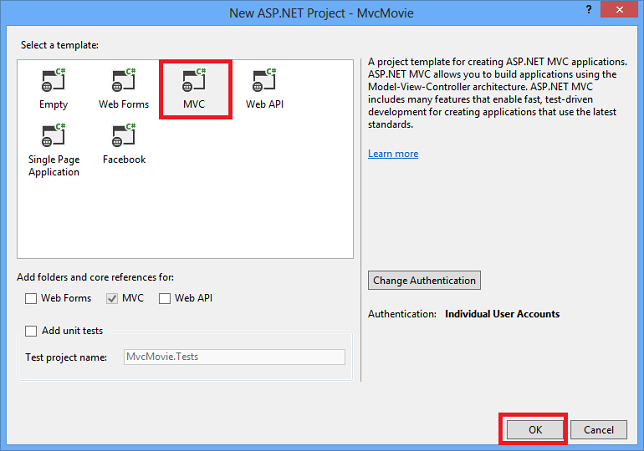 New ASP.NET Project - MvcMovie
?
Select a template:
C# C# C# C#
Empty Web Forms MVC Web API
C# C#
Single Page Facebook
Application
A project template for creating ASP.NET MVC applications.
ASP.NET MVC allows you to build applications using the
Model-View-Controller architecture. ASP.NET MVC
includes many features that enable fast, test-driven
development for creating applications that use the latest
standards.
Learn more
Add folders and core references for:
Web Forms MVC Web API
Add unit tests
Test project name: MvcMovie.Tests
Change Authentication
Authentication: Individual User Accounts
OK Cancel